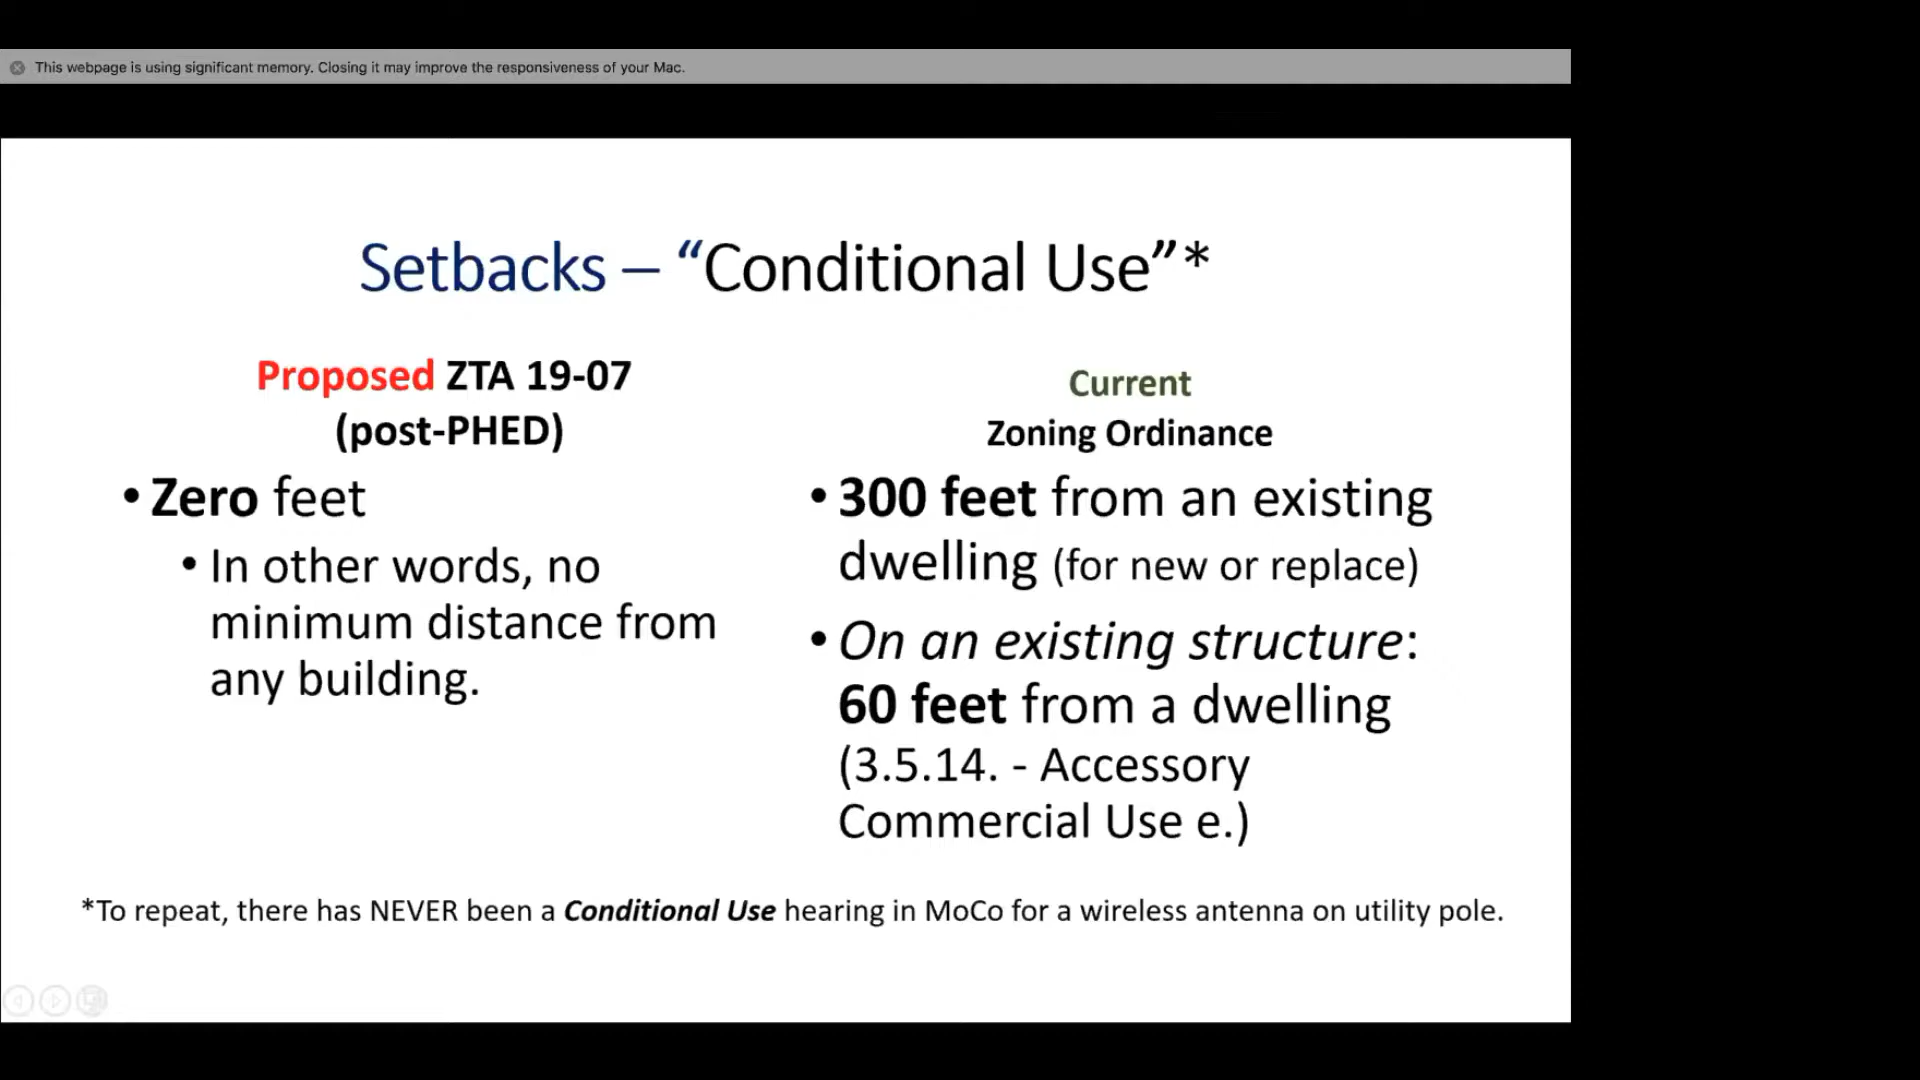 This webpage is using significant memory. Closing it may improve the responsiveness of your Mac.
Setbacks – “Conditional Use”*
Proposed ZTA 19-07
(post-PHED)
• Zero feet
• In other words, no
minimum distance from
any building.
Current
Zoning Ordinance
• 300 feet from an existing
dwelling (for new or replace)
• On an existing structure:
60 feet from a dwelling
(3.5.14. - Accessory
Commercial Use e.)
*To repeat, there has NEVER been a Conditional Use hearing in MoCo for a wireless antenna on utility pole.